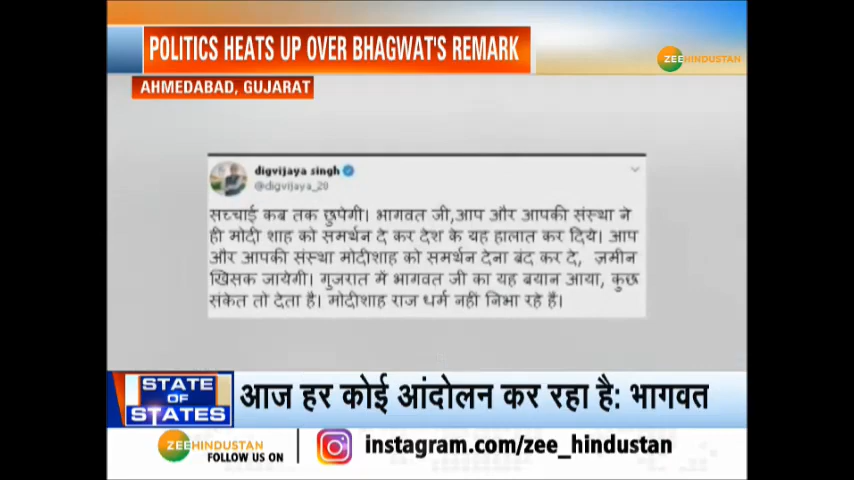 POLITICS HEATS UP OVER BHAGWAT'S REMARK
ZEE HINDUSTAN
AHMEDABAD, GUJARAT
digvijaya singh
@digvijaya_28
सच्चाई कब तक छुपेगी। भागवत जी,आप और आपकी संस्था ने
ही मोदी शाह को समर्थन दे कर देश के यह हालात कर दिये। आप
और आपकी संस्था मोदीशाह को समर्थन देना बंद कर दे, ज़मीन
खिसक जायेगी। गुजरात में भागवत जी का यह बयान आया, कुछ
संकेत तो देता है। मोदीशाह राज धर्म नहीं निभा रहे हैं।
STATE
OF
STATES
आज हर कोई आंदोलन कर रहा है: भागवत
ZEE HINDUSTAN
FOLLOW US ON
instagram.com/zee_hindustan